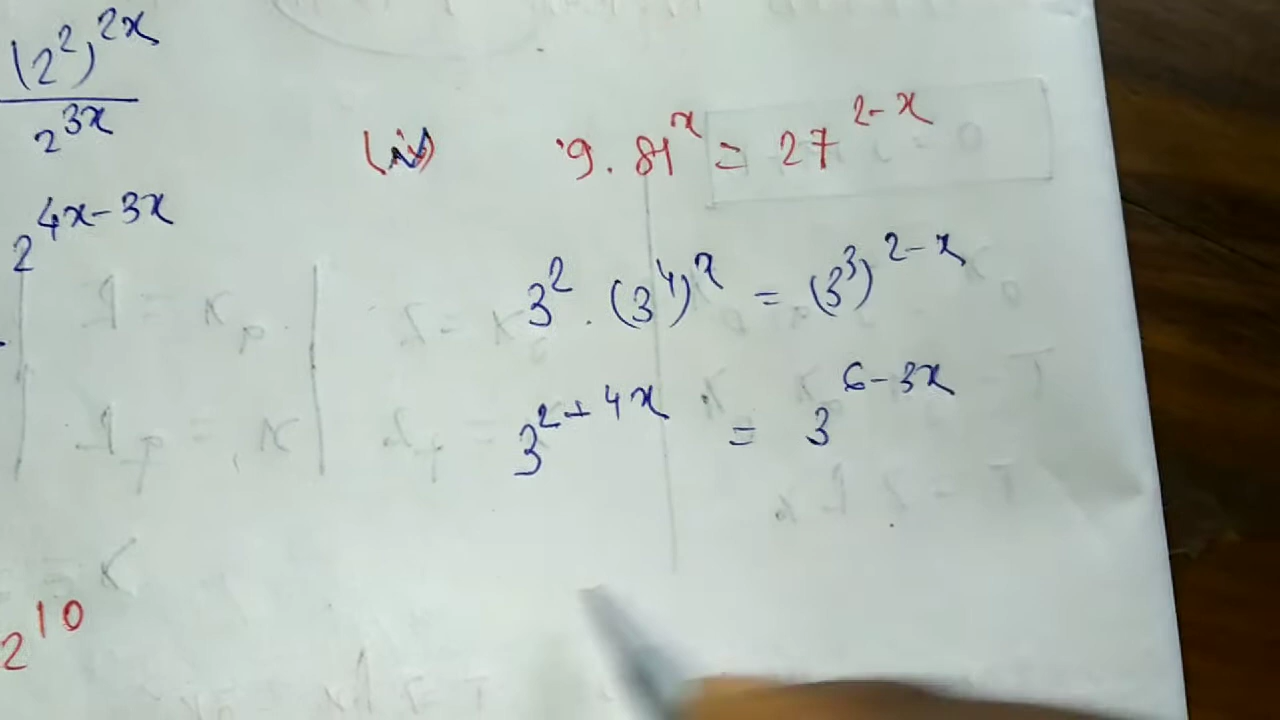 (2²)^{2x}
2^{3x}
2^{4x-3x}
2^{10}
9. 81^x = 27^{2-x}
3² . (3⁴)^x = (3³)^{2-x}
3^{2+4x} = 3^{6-3x}